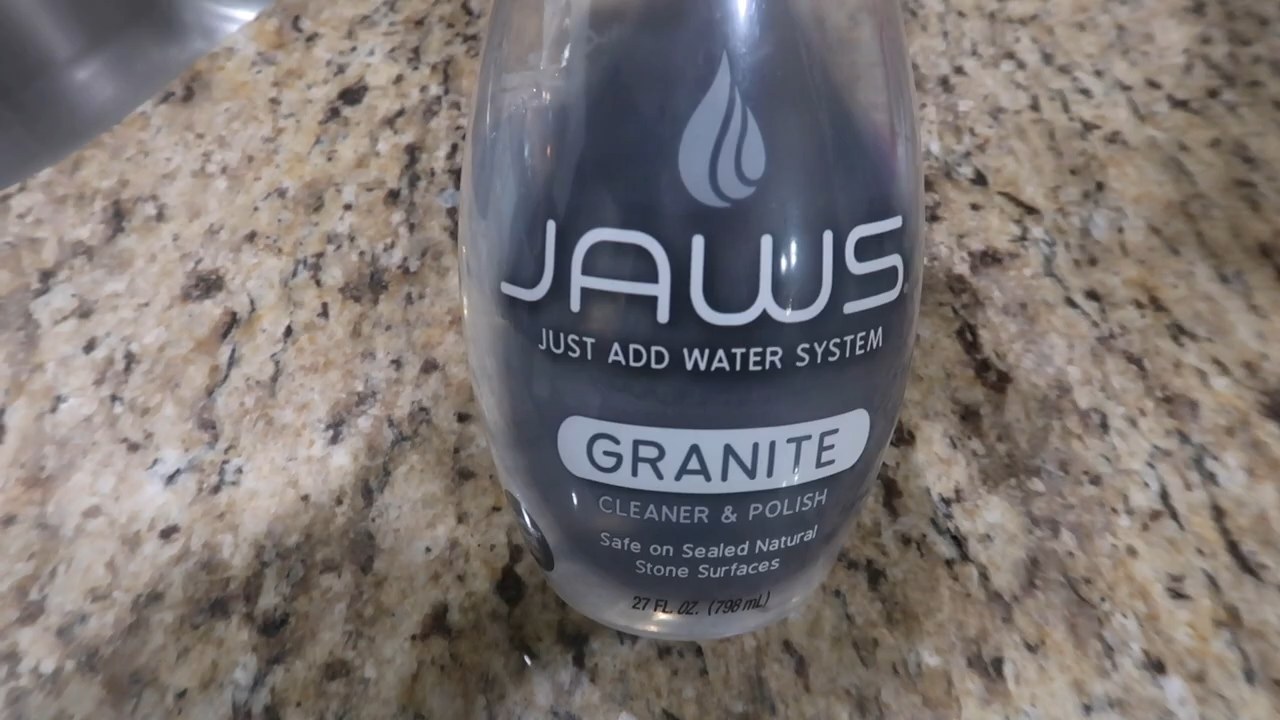 JAWS
JUST ADD WATER SYSTEM
GRANITE
CLEANER & POLISH
Safe on Sealed Natural
Stone Surfaces
27 FL. OZ. (798 mL)